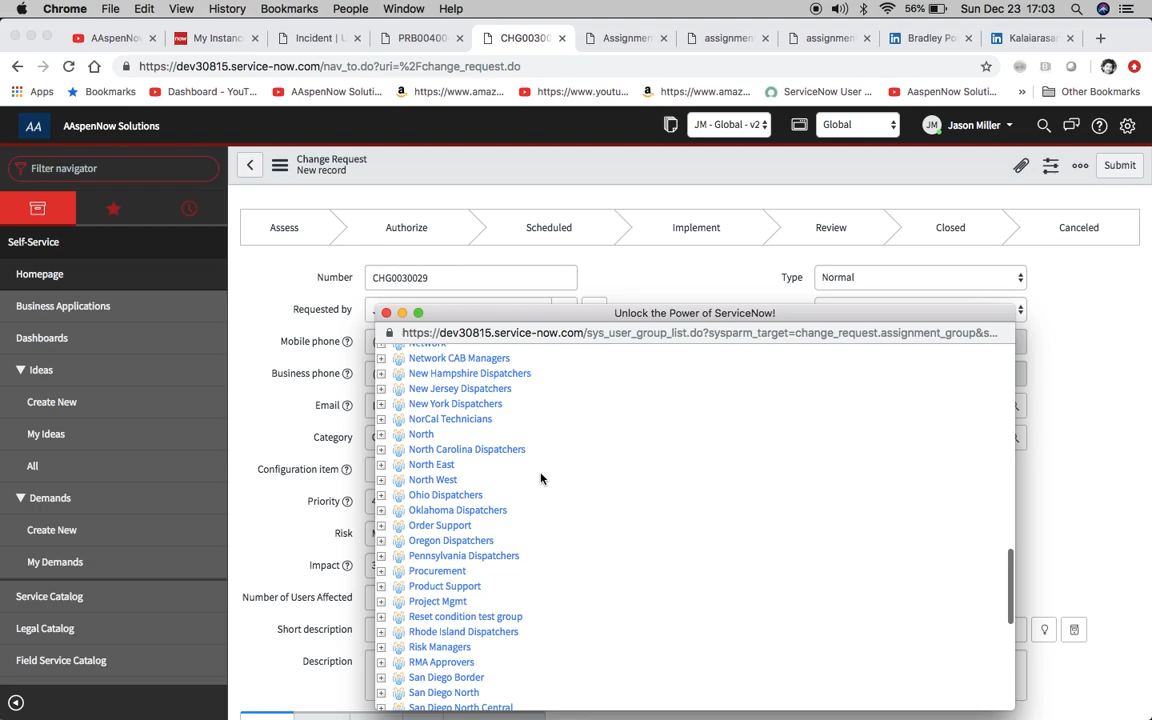 Chrome File Edit View History Bookmarks People Window Help 56% Sun Dec 23 17:03
AAspenNow My Instanc Incident | U PRB00400 CHG00300 Assignmen assignmen assignmen Bradley Po Kalaiarasar
https://dev30815.service-now.com/nav_to.do?uri=%2Fchange_request.do
Apps Bookmarks Dashboard - YouT... AAspenNow Soluti... https://www.amaz... https://www.youtu... https://www.amaz... ServiceNow User ... AAspenNow Soluti... » Other Bookmarks
AA AAspenNow Solutions JM - Global - v2 Global JM Jason Miller
Filter navigator
Change Request
New record
Submit
Self-Service
Homepage
Business Applications
Dashboards
Ideas
Create New
My Ideas
All
Demands
Create New
My Demands
Service Catalog
Legal Catalog
Field Service Catalog
Assess Authorize Scheduled Implement Review Closed Canceled
Number CHG0030029 Type Normal
Requested by
Mobile phone
Business phone
Email
Category
Configuration item
Priority
Risk
Impact
Number of Users Affected
Short description
Description
Unlock the Power of ServiceNow!
https://dev30815.service-now.com/sys_user_group_list.do?sysparm_target=change_request.assignment_group&s...
Network
Network CAB Managers
New Hampshire Dispatchers
New Jersey Dispatchers
New York Dispatchers
NorCal Technicians
North
North Carolina Dispatchers
North East
North West
Ohio Dispatchers
Oklahoma Dispatchers
Order Support
Oregon Dispatchers
Pennsylvania Dispatchers
Procurement
Product Support
Project Mgmt
Reset condition test group
Rhode Island Dispatchers
Risk Managers
RMA Approvers
San Diego Border
San Diego North
San Diego North Central